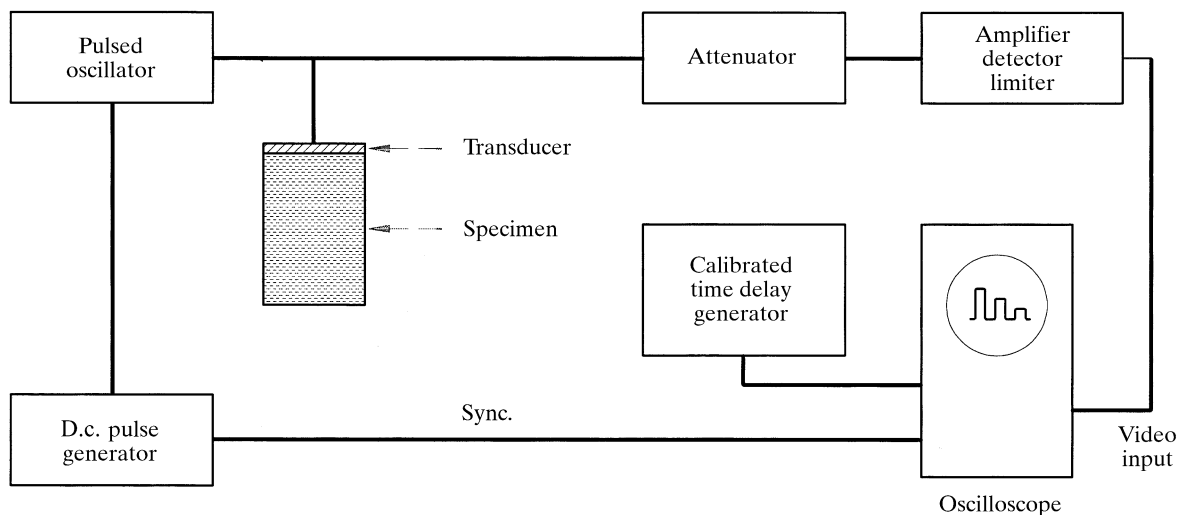 Pulsed
oscillator
Attenuator
Amplifier
detector
limiter
Transducer
Specimen
Calibrated
time delay
generator
Sync.
D.c. pulse
generator
Video
input
Oscilloscope